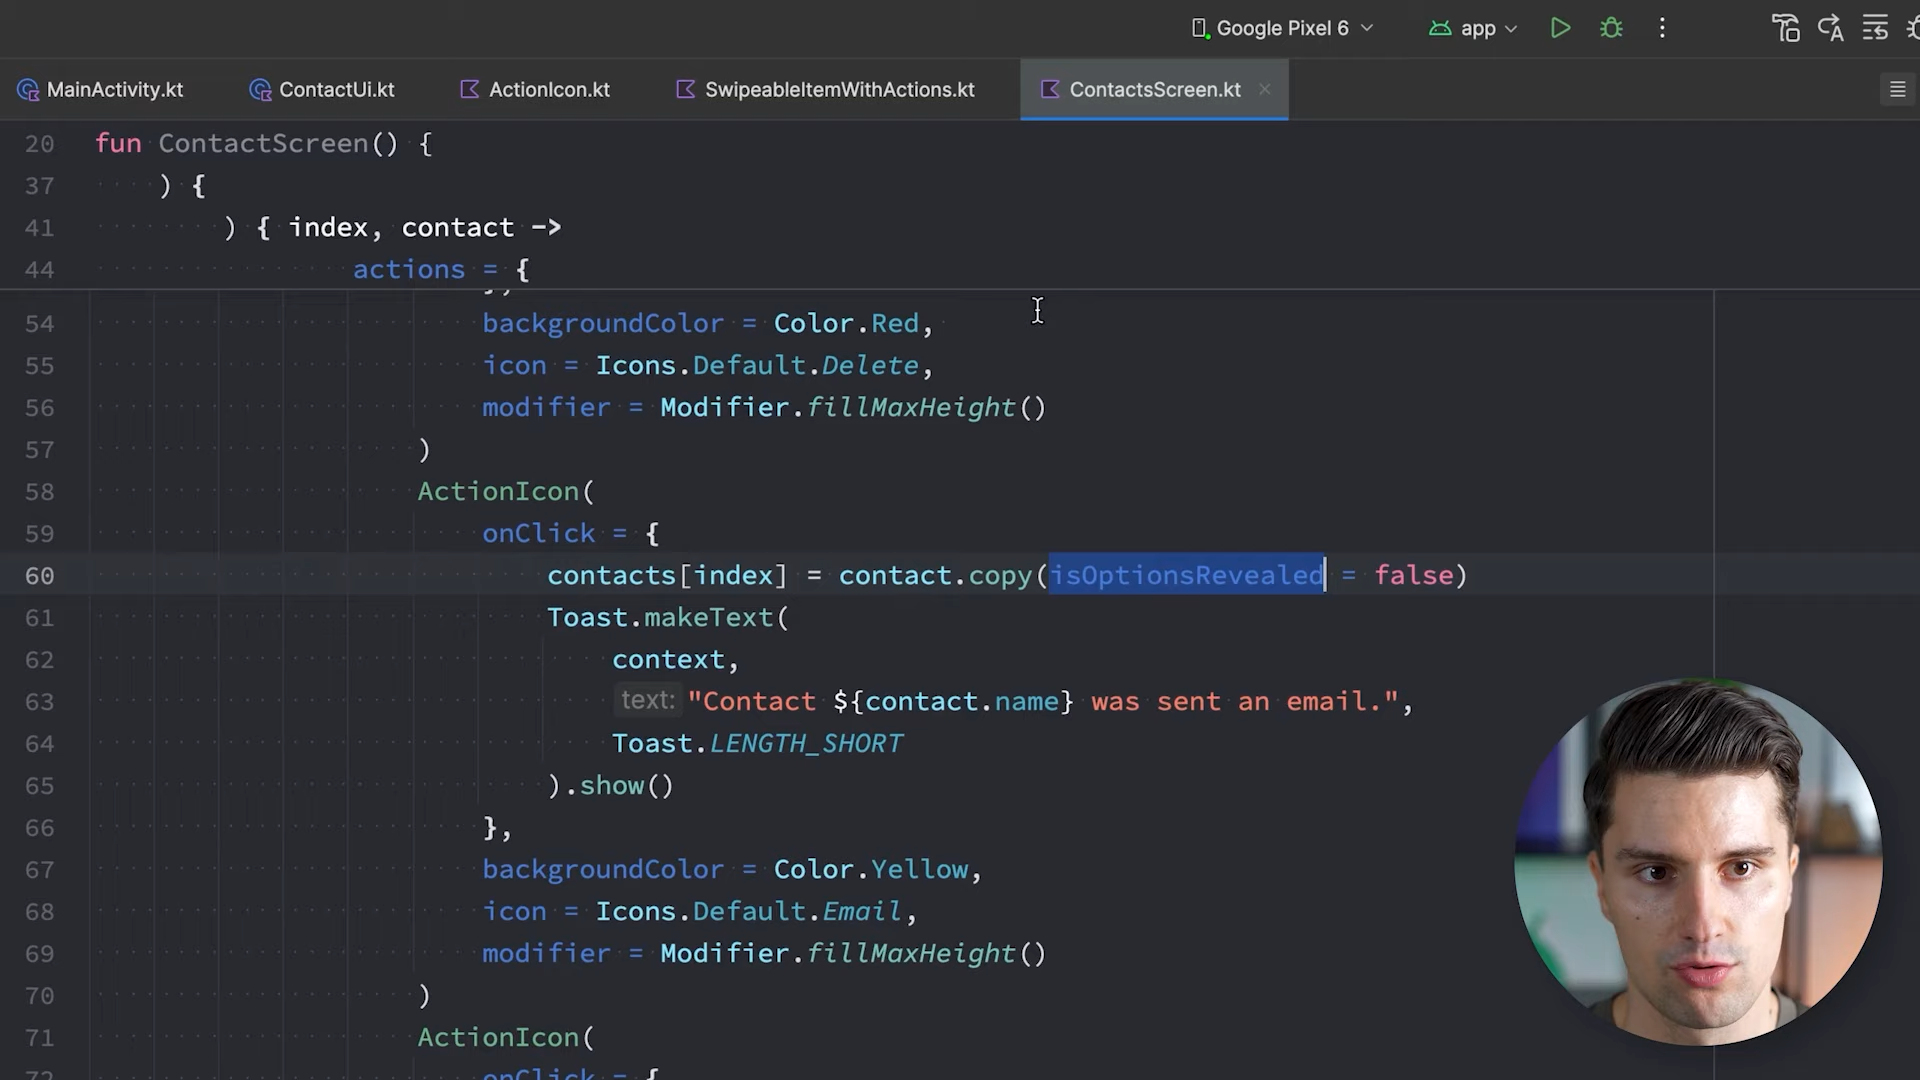 Google Pixel 6
app
MainActivity.kt
ContactUi.kt
ActionIcon.kt
SwipeableItemWithActions.kt
ContactsScreen.kt
20 fun ContactScreen() {
37 ) {
41 ) { index, contact ->
44 actions = {
},
54 backgroundColor = Color.Red,
55 icon = Icons.Default.Delete,
56 modifier = Modifier.fillMaxHeight()
57 )
58 ActionIcon(
59 onClick = {
60 contacts[index] = contact.copy(isOptionsRevealed = false)
61 Toast.makeText(
62 context,
63 text: "Contact ${contact.name} was sent an email.",
64 Toast.LENGTH_SHORT
65 ).show()
66 },
67 backgroundColor = Color.Yellow,
68 icon = Icons.Default.Email,
69 modifier = Modifier.fillMaxHeight()
70 )
71 ActionIcon(
72 onClick = {